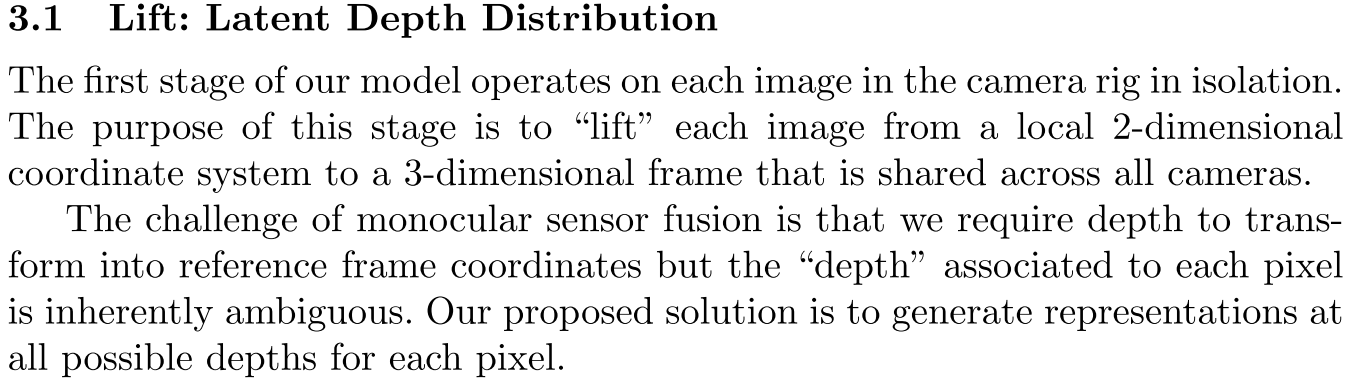 3.1 Lift: Latent Depth Distribution
The first stage of our model operates on each image in the camera rig in isolation.
The purpose of this stage is to “lift” each image from a local 2-dimensional
coordinate system to a 3-dimensional frame that is shared across all cameras.
The challenge of monocular sensor fusion is that we require depth to trans-
form into reference frame coordinates but the “depth” associated to each pixel
is inherently ambiguous. Our proposed solution is to generate representations at
all possible depths for each pixel.